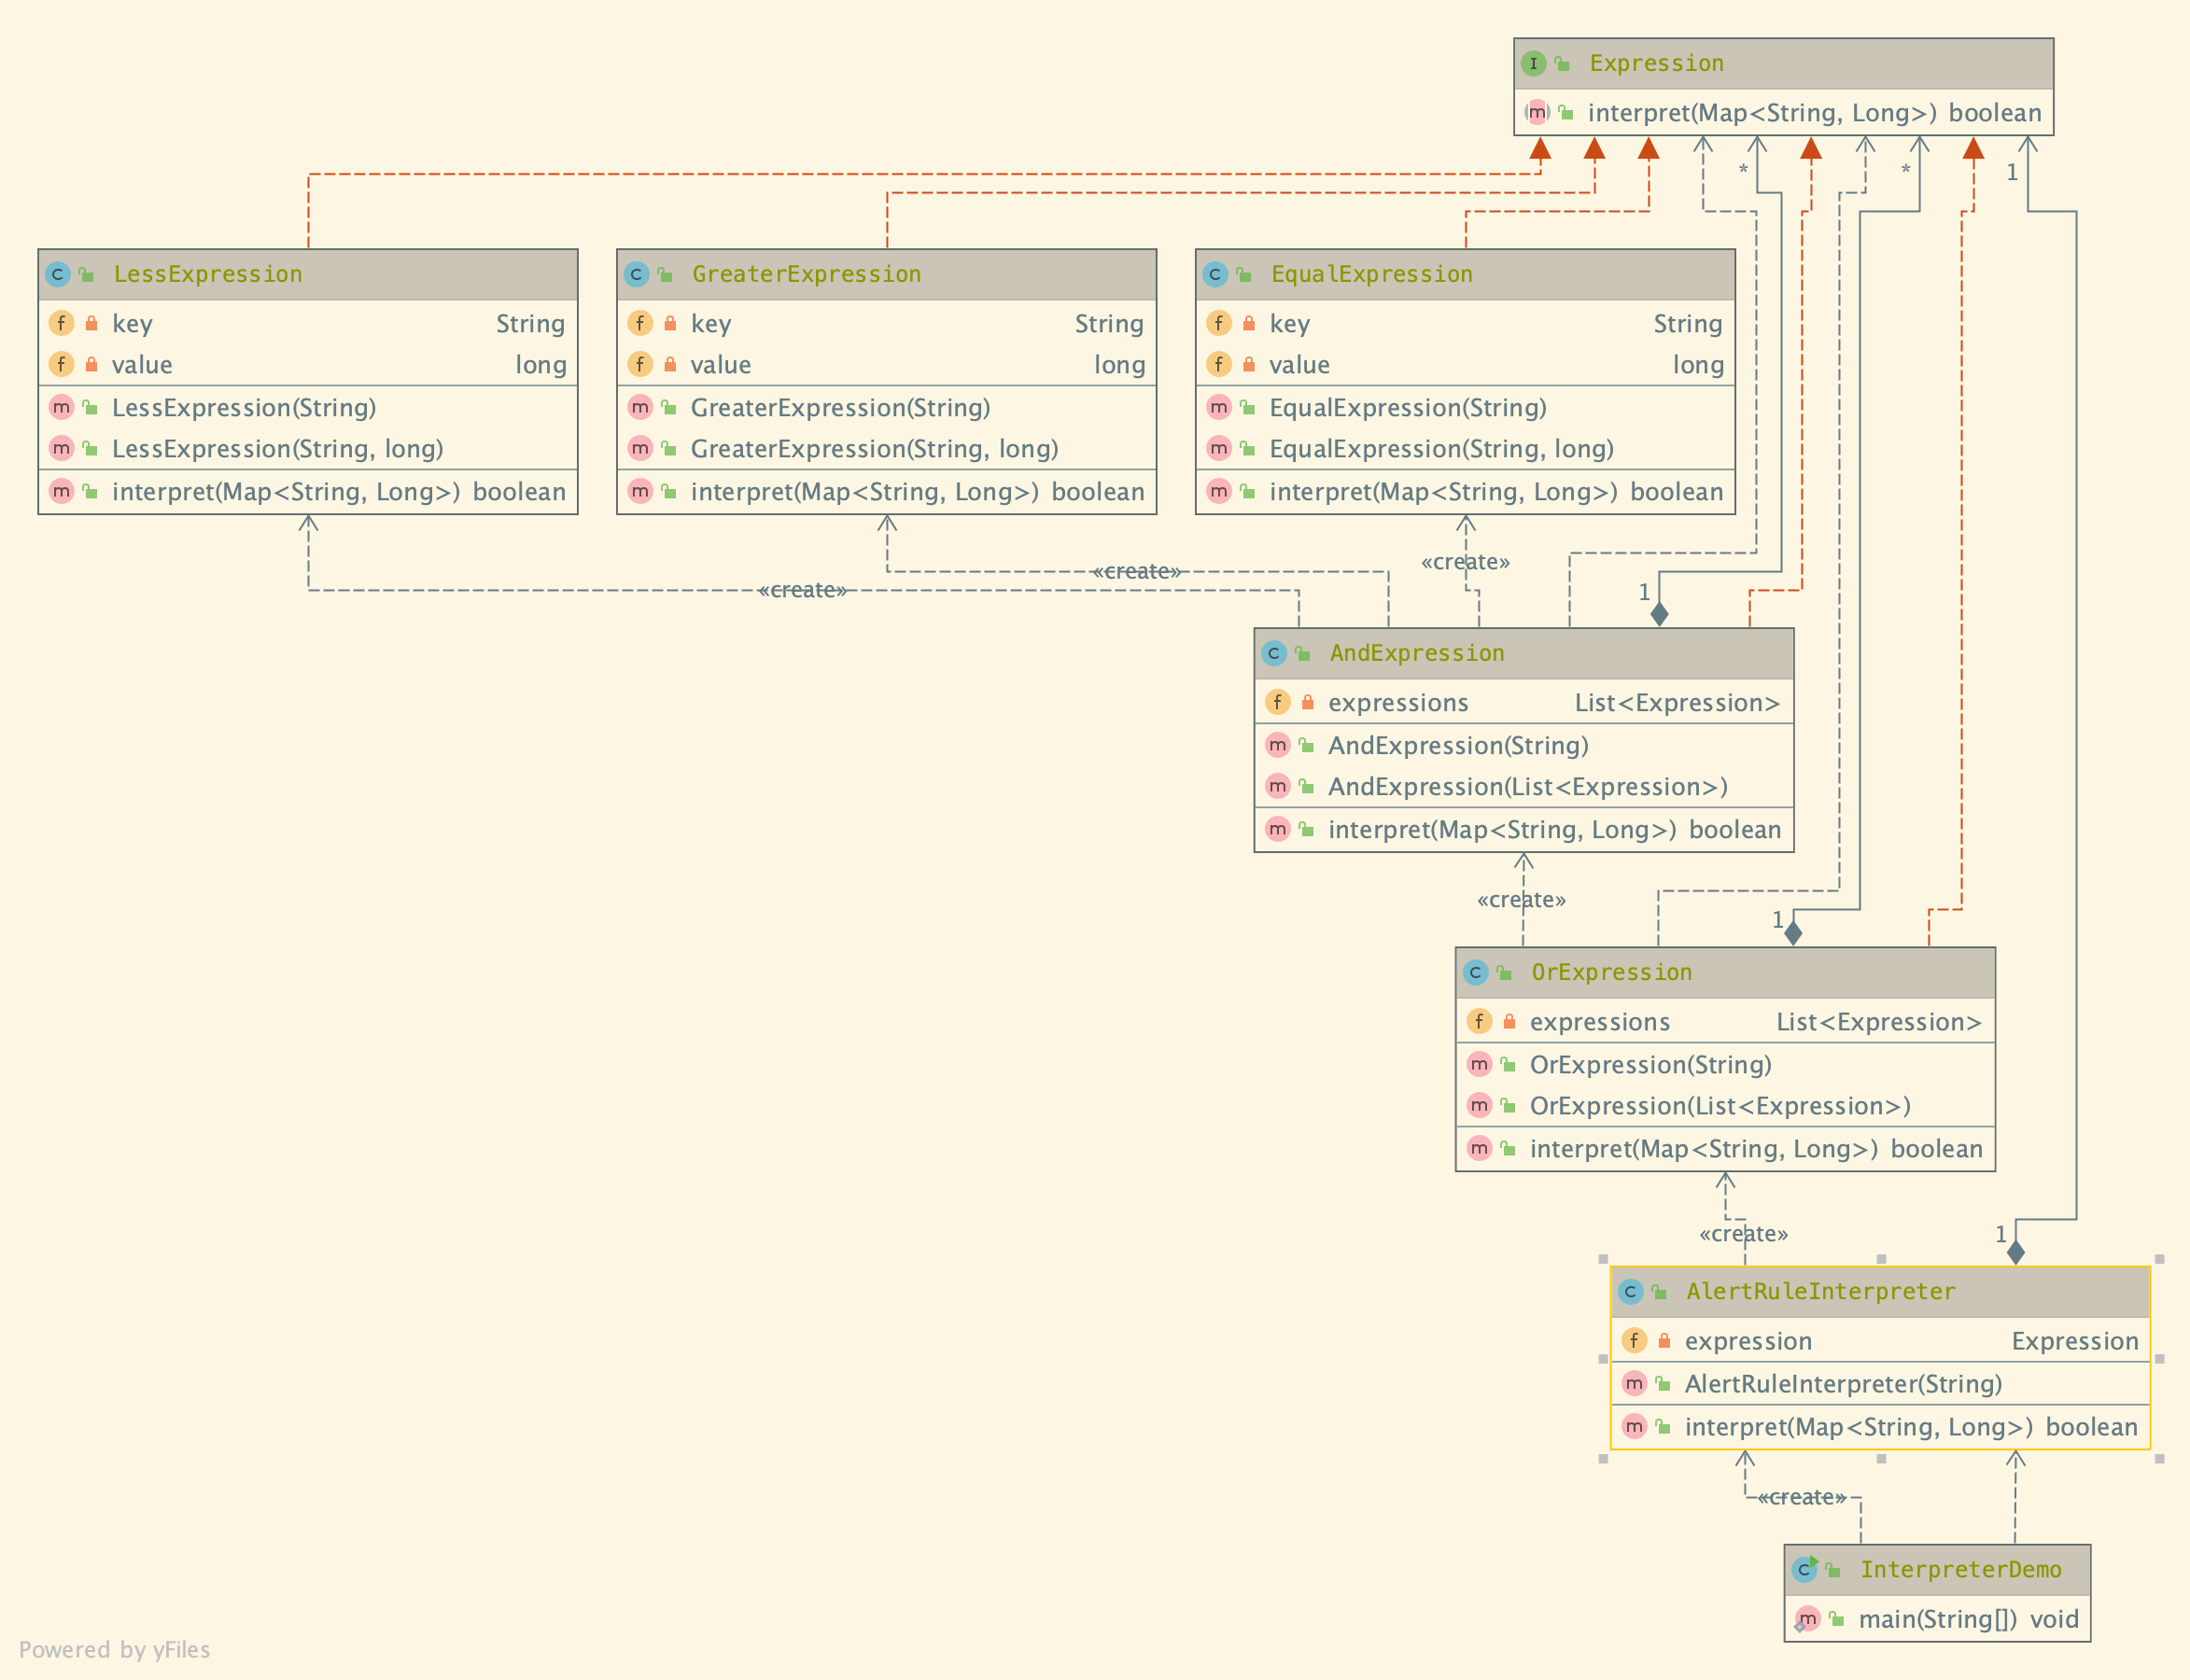 I Expression
m interpret(Map<String, Long>) boolean
* * 1
C LessExpression
f key String
f value long
m LessExpression(String)
m LessExpression(String, long)
m interpret(Map<String, Long>) boolean
C GreaterExpression
f key String
f value long
m GreaterExpression(String)
m GreaterExpression(String, long)
m interpret(Map<String, Long>) boolean
C EqualExpression
f key String
f value long
m EqualExpression(String)
m EqualExpression(String, long)
m interpret(Map<String, Long>) boolean
«create»
«create»
«create»
1
C AndExpression
f expressions List<Expression>
m AndExpression(String)
m AndExpression(List<Expression>)
m interpret(Map<String, Long>) boolean
«create»
1
C OrExpression
f expressions List<Expression>
m OrExpression(String)
m OrExpression(List<Expression>)
m interpret(Map<String, Long>) boolean
«create»
1
C AlertRuleInterpreter
f expression Expression
m AlertRuleInterpreter(String)
m interpret(Map<String, Long>) boolean
«create»
C InterpreterDemo
m main(String[]) void
Powered by yFiles